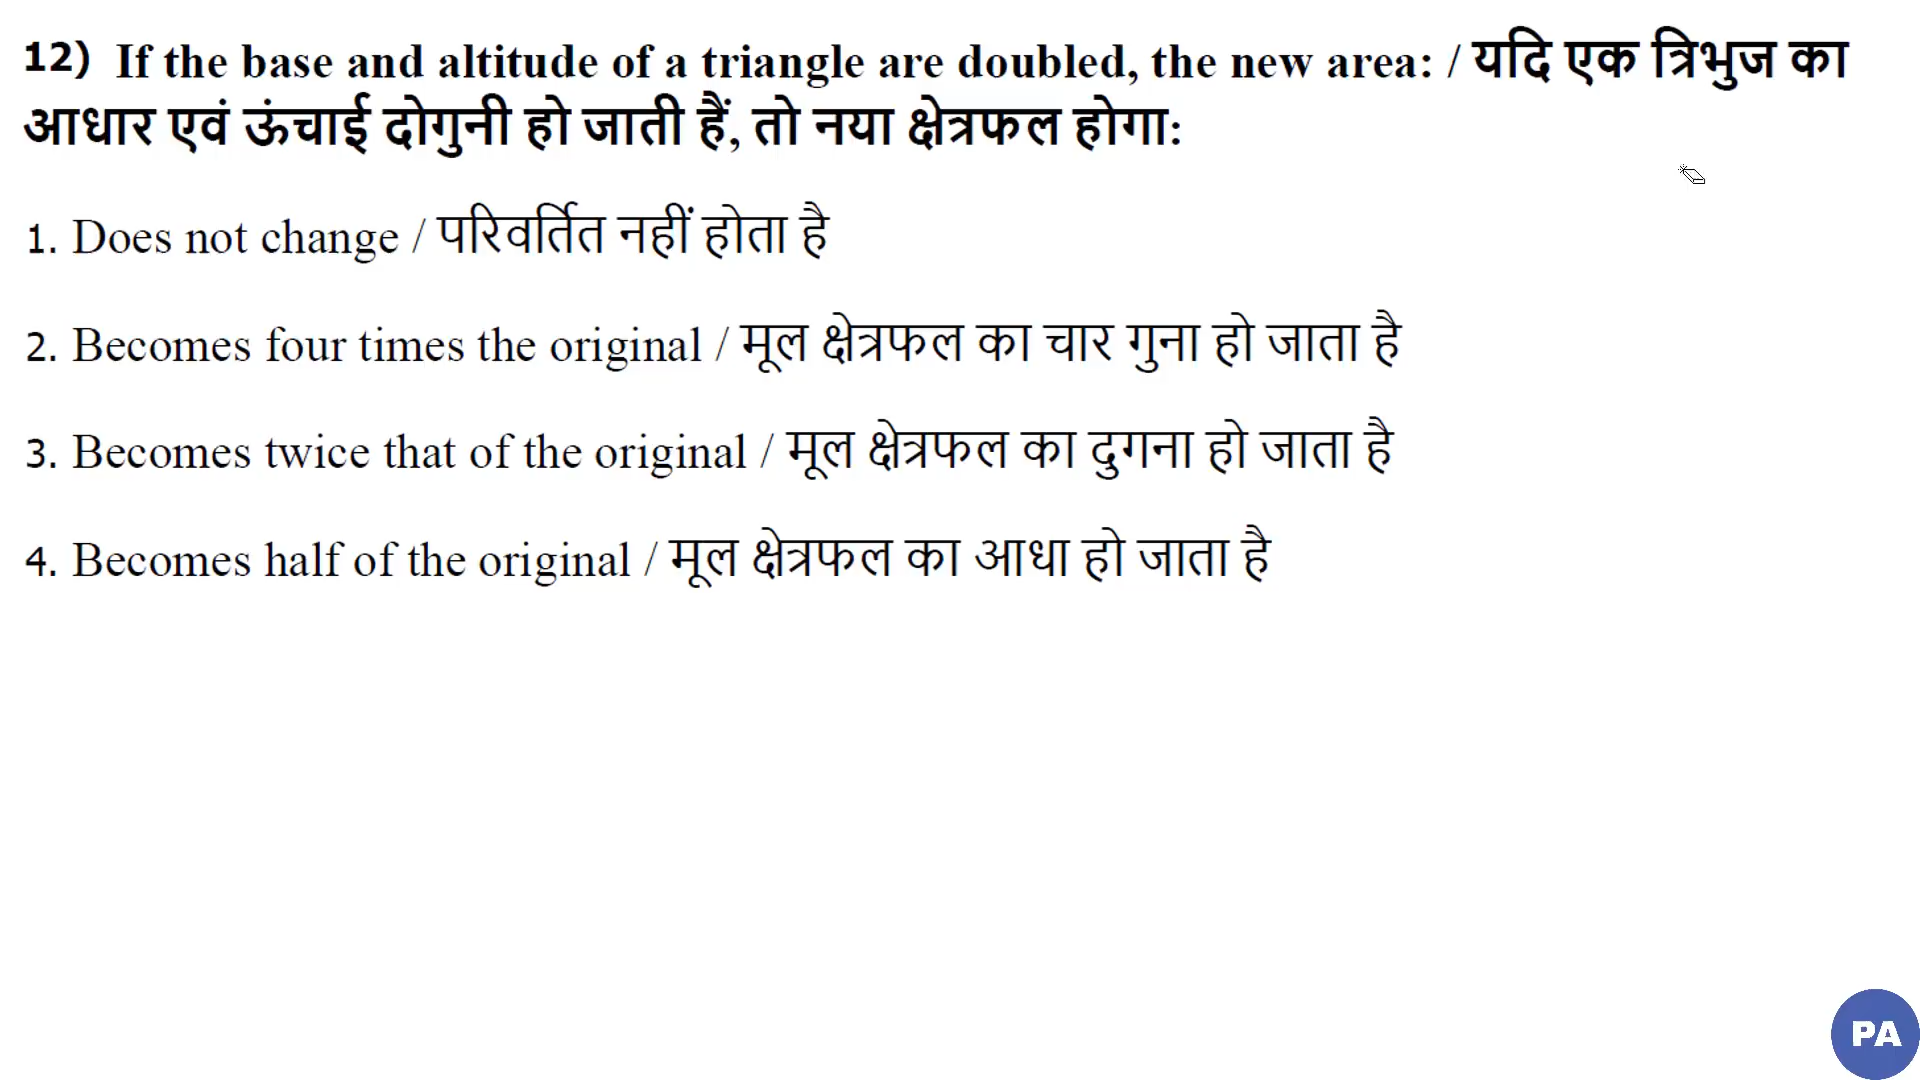 12) If the base and altitude of a triangle are doubled, the new area: / यदि एक त्रिभुज का
आधार एवं ऊंचाई दोगुनी हो जाती हैं, तो नया क्षेत्रफल होगा:
1. Does not change / परिवर्तित नहीं होता है
2. Becomes four times the original / मूल क्षेत्रफल का चार गुना हो जाता है
3. Becomes twice that of the original / मूल क्षेत्रफल का दुगना हो जाता है
4. Becomes half of the original / मूल क्षेत्रफल का आधा हो जाता है
PA